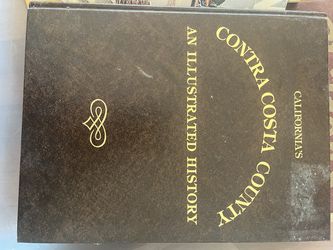 CALIFORNIA'S
CONTRA COSTA COUNTY
AN ILLUSTRATED HISTORY